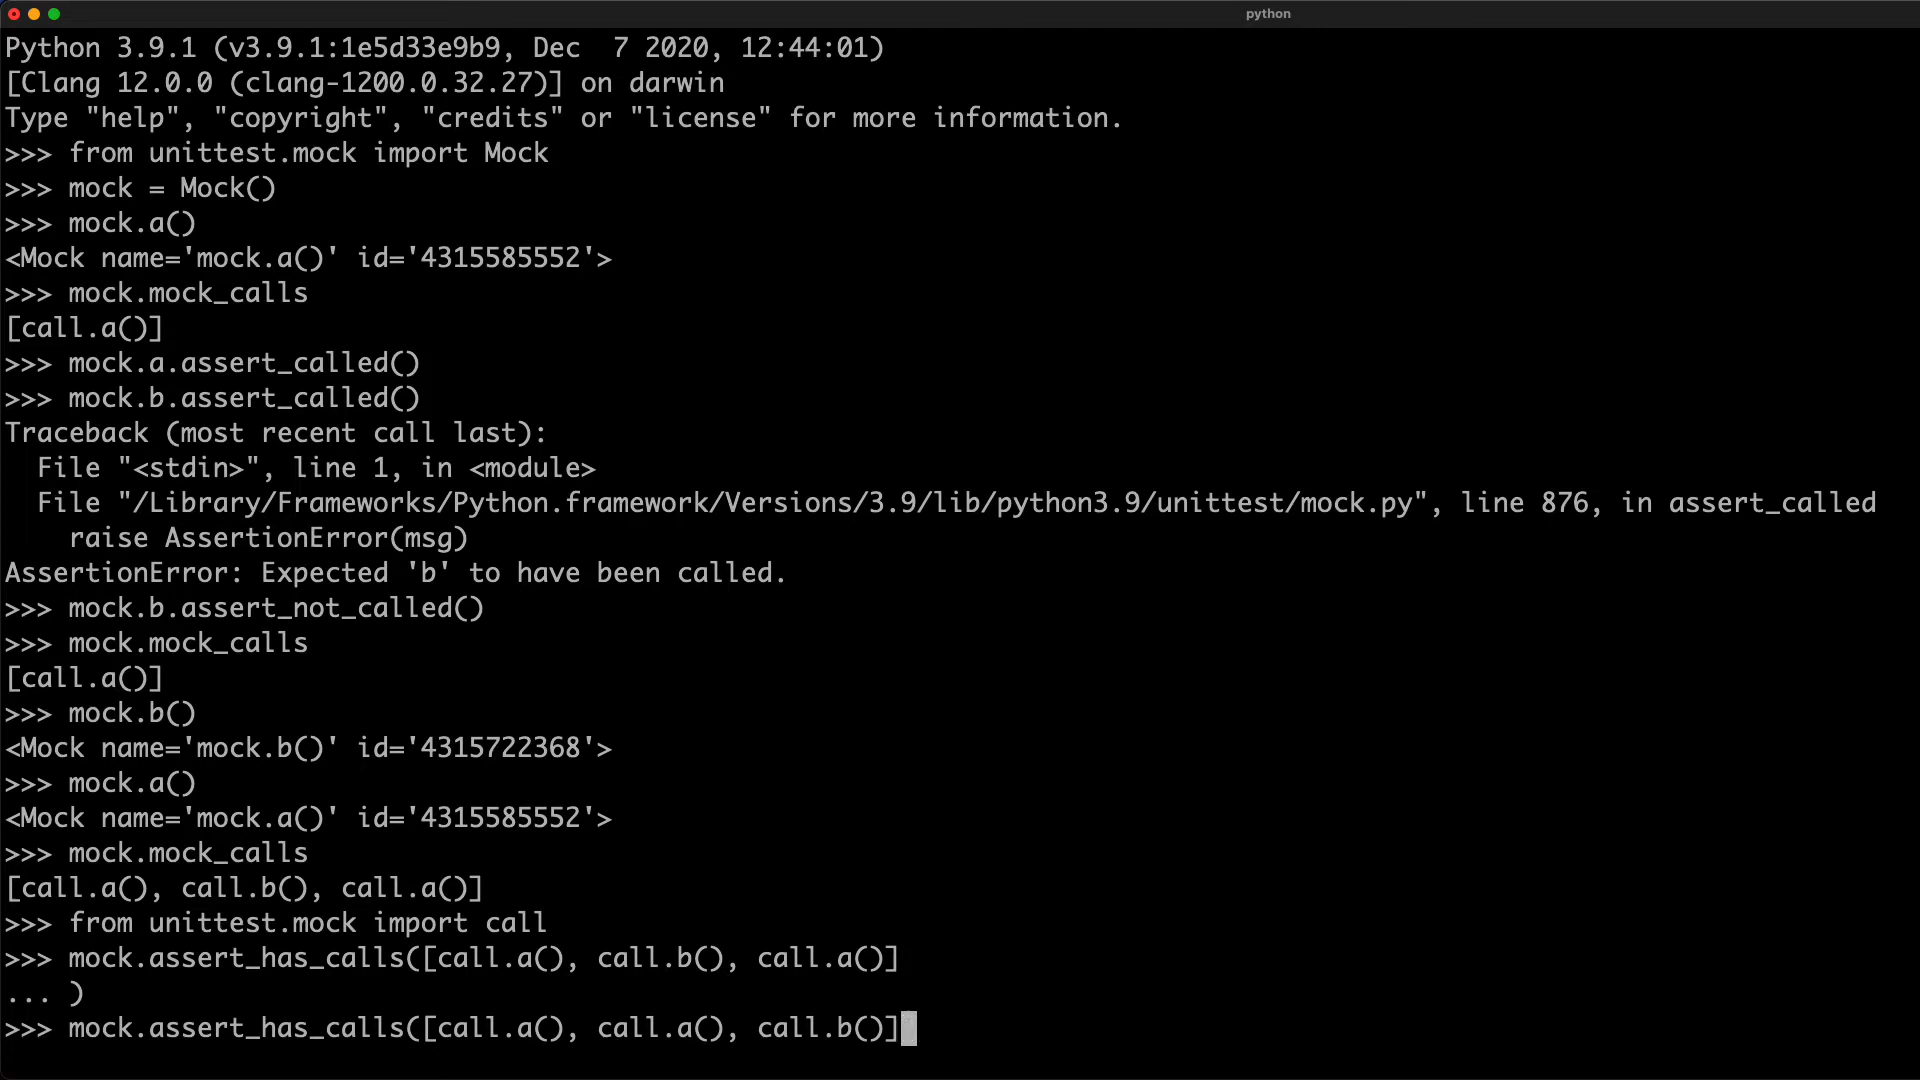 python
Python 3.9.1 (v3.9.1:1e5d33e9b9, Dec  7 2020, 12:44:01)
[Clang 12.0.0 (clang-1200.0.32.27)] on darwin
Type "help", "copyright", "credits" or "license" for more information.
>>> from unittest.mock import Mock
>>> mock = Mock()
>>> mock.a()
<Mock name='mock.a()' id='4315585552'>
>>> mock.mock_calls
[call.a()]
>>> mock.a.assert_called()
>>> mock.b.assert_called()
Traceback (most recent call last):
  File "<stdin>", line 1, in <module>
  File "/Library/Frameworks/Python.framework/Versions/3.9/lib/python3.9/unittest/mock.py", line 876, in assert_called
    raise AssertionError(msg)
AssertionError: Expected 'b' to have been called.
>>> mock.b.assert_not_called()
>>> mock.mock_calls
[call.a()]
>>> mock.b()
<Mock name='mock.b()' id='4315722368'>
>>> mock.a()
<Mock name='mock.a()' id='4315585552'>
>>> mock.mock_calls
[call.a(), call.b(), call.a()]
>>> from unittest.mock import call
>>> mock.assert_has_calls([call.a(), call.b(), call.a()]
... )
>>> mock.assert_has_calls([call.a(), call.a(), call.b()]